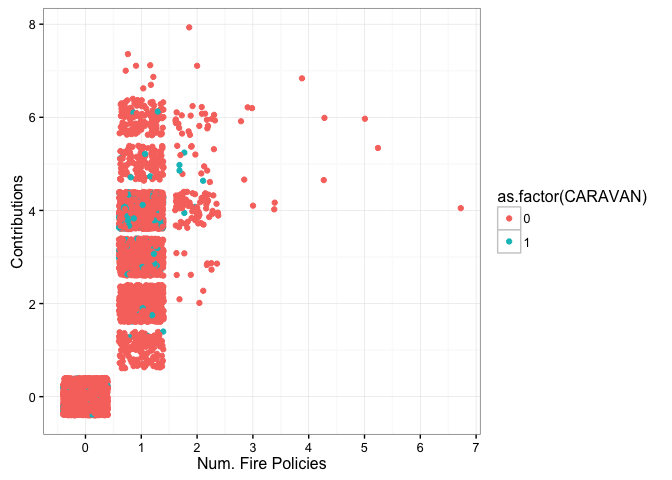 8
6
4
2
0
Contributions
0 1 2 3 4 5 6 7
Num. Fire Policies
as.factor(CARAVAN)
0
1